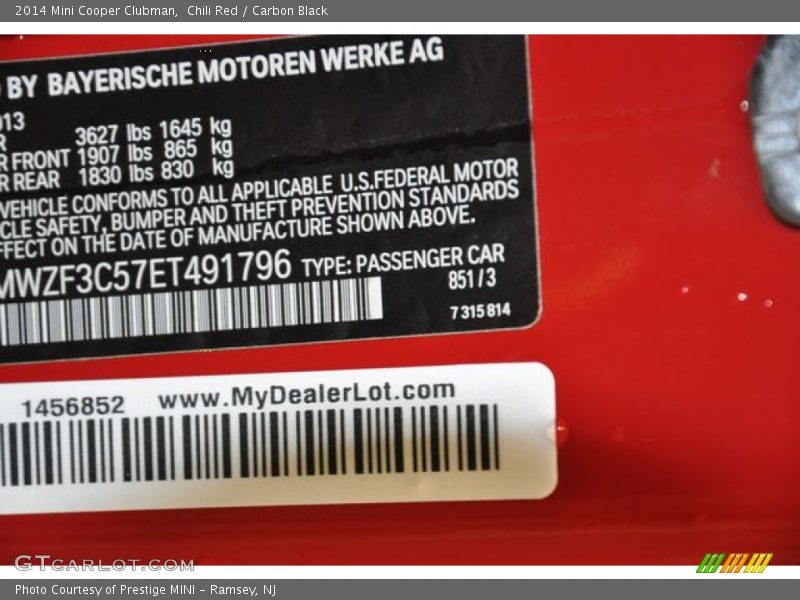 2014 Mini Cooper Clubman, Chili Red / Carbon Black
BY BAYERISCHE MOTOREN WERKE AG
013
3627 lbs 1645 kg
R FRONT 1907 lbs 865 kg
R REAR 1830 lbs 830 kg
VEHICLE CONFORMS TO ALL APPLICABLE U.S.FEDERAL MOTOR
CLE SAFETY, BUMPER AND THEFT PREVENTION STANDARDS
FFECT ON THE DATE OF MANUFACTURE SHOWN ABOVE.
MWZF3C57ET491796 TYPE: PASSENGER CAR
851/3
7 315 814
1456852 www.MyDealerLot.com
GTCarLot.com
Photo Courtesy of Prestige MINI - Ramsey, NJ